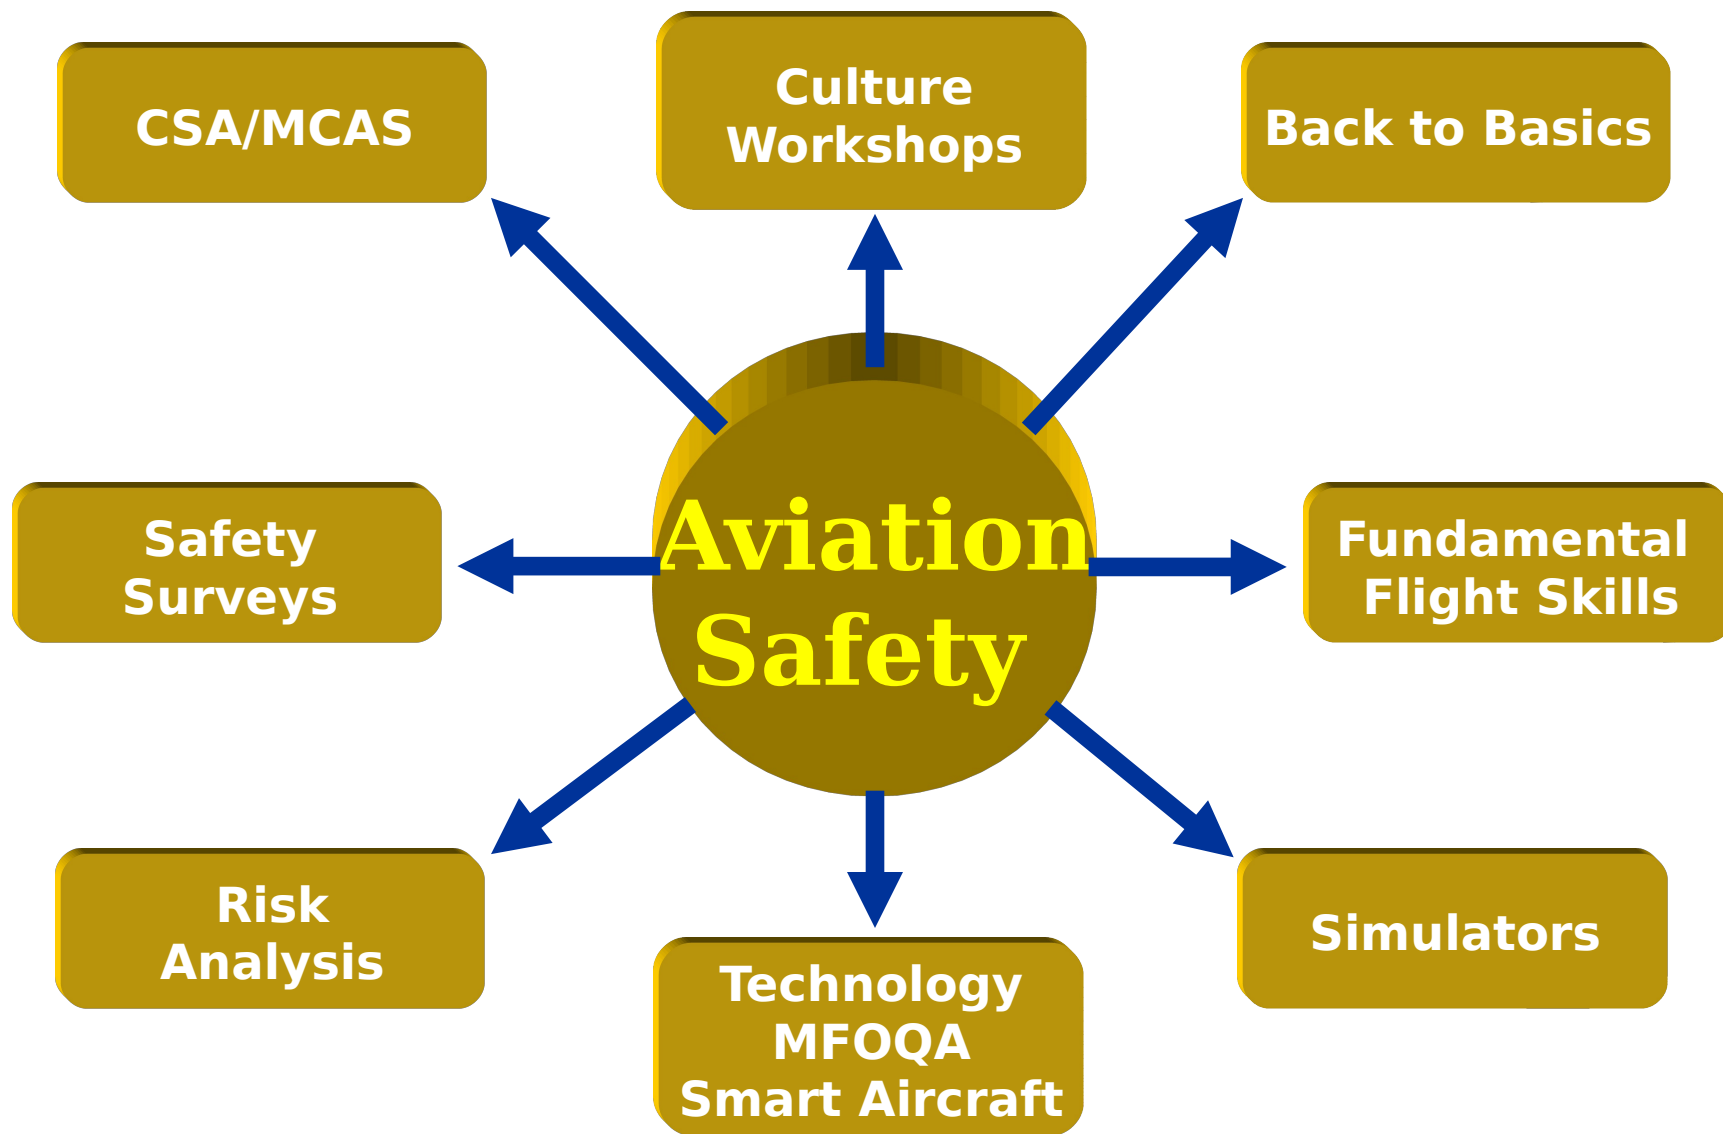 CSA/MCAS
Culture
Workshops
Back to Basics
Safety
Surveys
Aviation
Safety
Fundamental
Flight Skills
Risk
Analysis
Technology
MFOQA
Smart Aircraft
Simulators